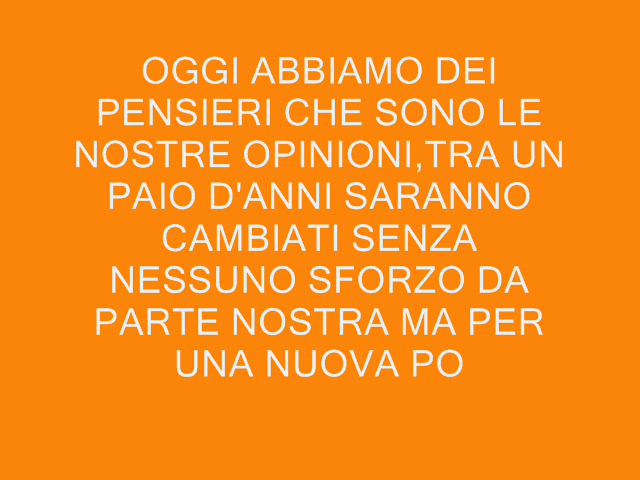 OGGI ABBIAMO DEI
PENSIERI CHE SONO LE
NOSTRE OPINIONI,TRA UN
PAIO D'ANNI SARANNO
CAMBIATI SENZA
NESSUNO SFORZO DA
PARTE NOSTRA MA PER
UNA NUOVA PO